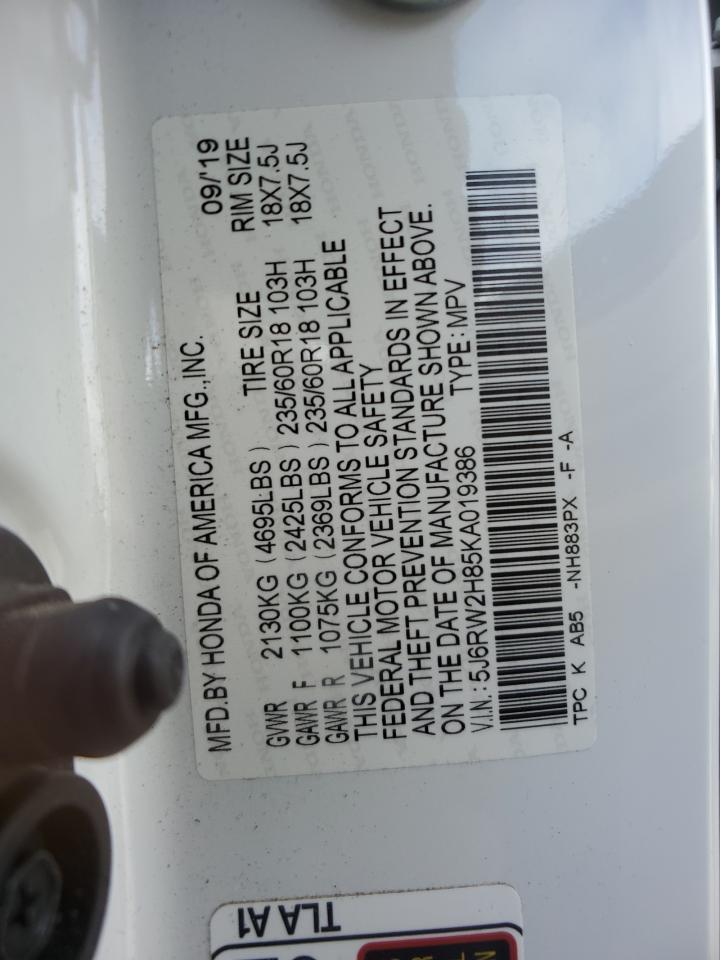 MFD.BY HONDA OF AMERICA MFG.,INC. 09/'19
TIRE SIZE RIM SIZE
GVWR 2130KG (4695LBS)
GAWR F 1100KG (2425LBS) 235/60R18 103H 18X7.5J
GAWR R 1075KG (2369LBS) 235/60R18 103H 18X7.5J
THIS VEHICLE CONFORMS TO ALL APPLICABLE
FEDERAL MOTOR VEHICLE SAFETY
AND THEFT PREVENTION STANDARDS IN EFFECT
ON THE DATE OF MANUFACTURE SHOWN ABOVE.
V.I.N.: 5J6RW2H85KA019386 TYPE: MPV
TPC K AB5 -NH883PX -F -A
TLA A1